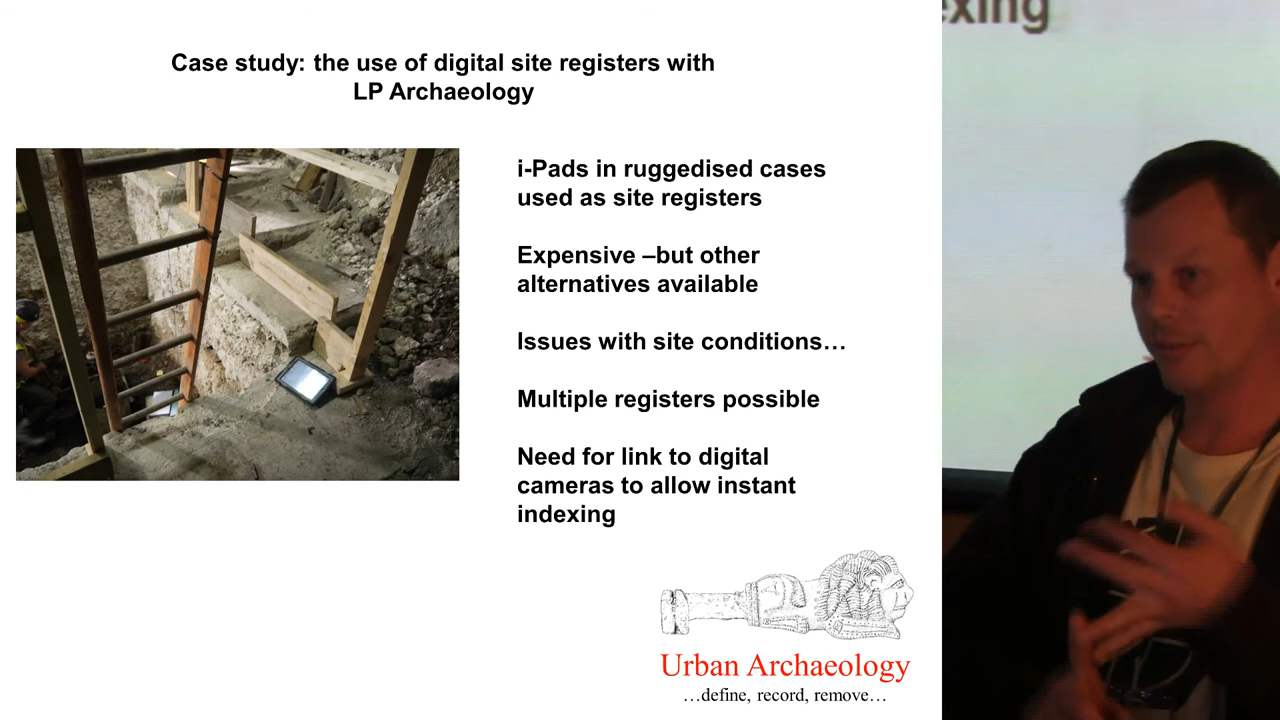 Case study: the use of digital site registers with
LP Archaeology
i-Pads in ruggedised cases
used as site registers
Expensive –but other
alternatives available
Issues with site conditions…
Multiple registers possible
Need for link to digital
cameras to allow instant
indexing
Urban Archaeology
…define, record, remove…
xing